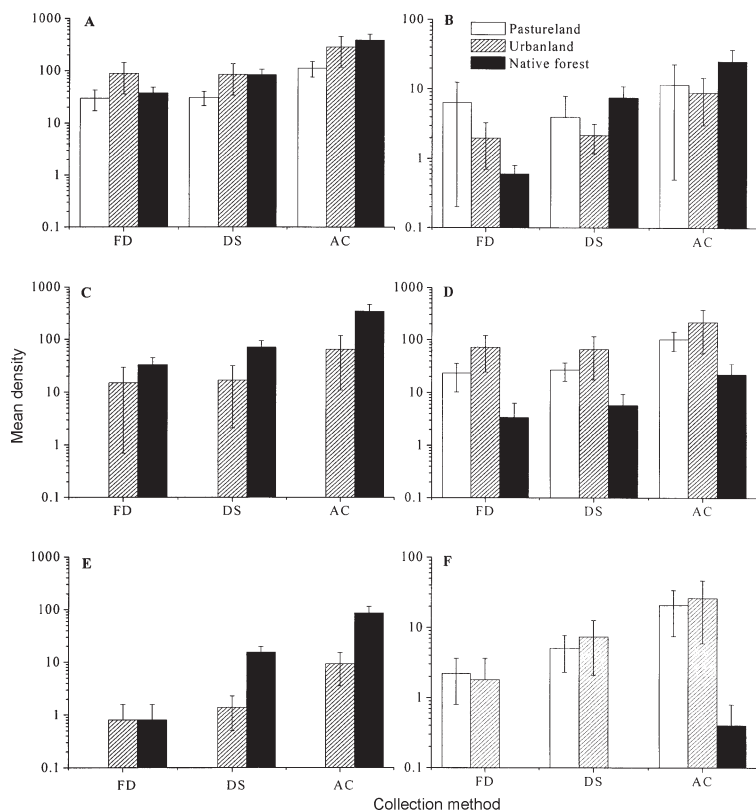 A
1000
100
10
1
0.1
FD
DS
AC
B
Pastureland
Urbanland
Native forest
10
1
0.1
FD
DS
AC
C
1000
100
10
1
0.1
FD
DS
AC
D
1000
100
10
1
0.1
FD
DS
AC
E
1000
100
10
1
0.1
FD
DS
AC
F
10
1
0.1
FD
DS
AC
Mean density
Collection method